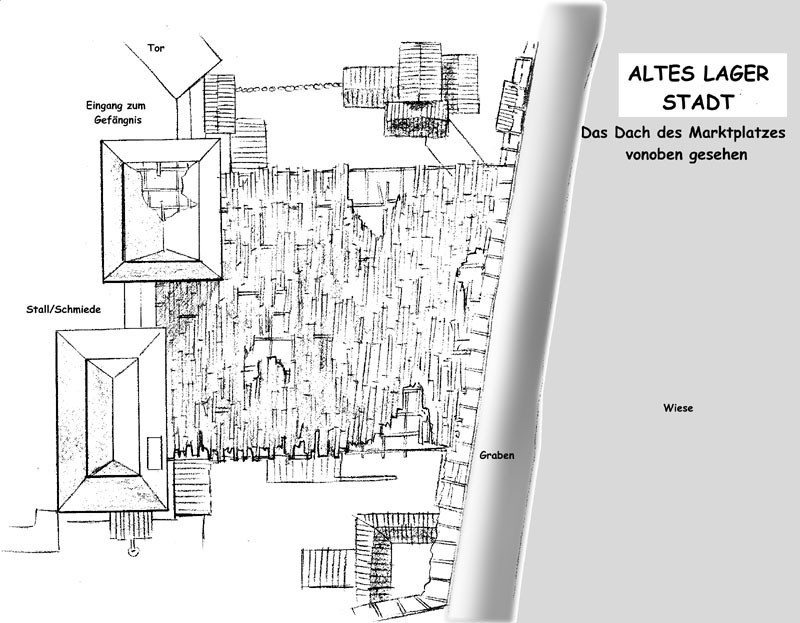 Tor
ALTES LAGER
STADT
Eingang zum
Gefängnis
Das Dach des Marktplatzes
vonoben gesehen
Stall/Schmiede
Wiese
Graben